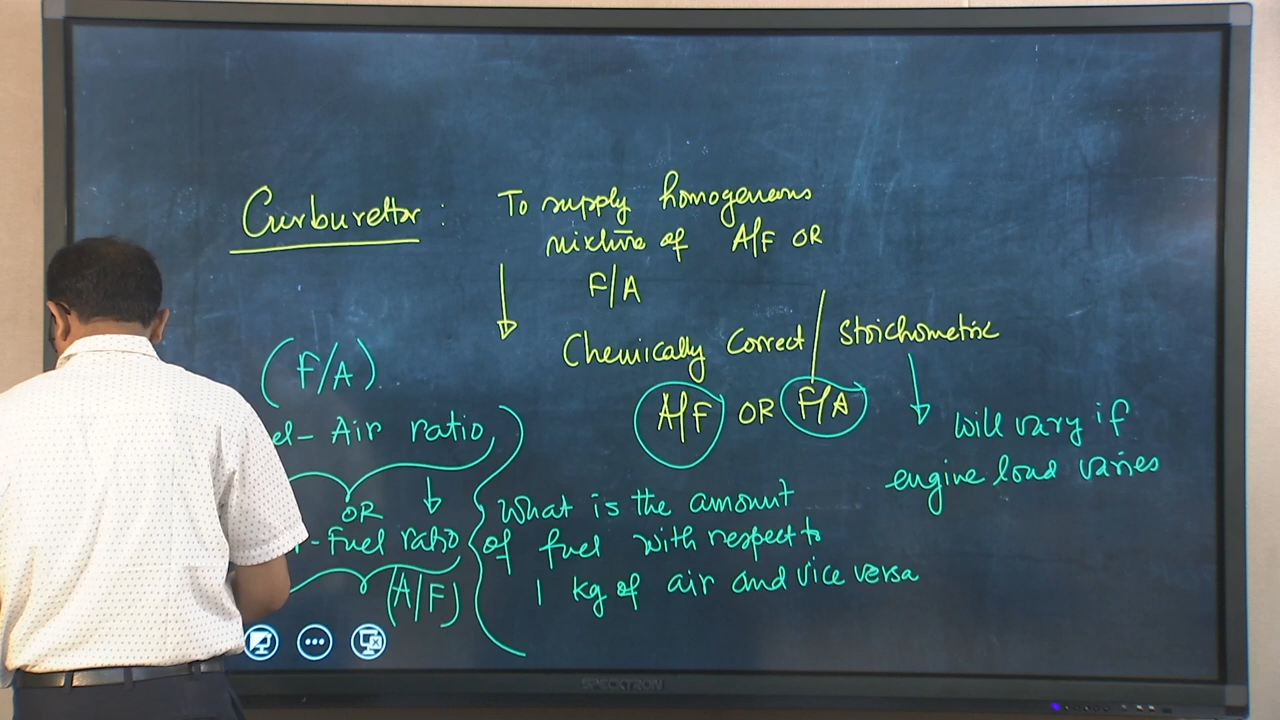 Curburettor : To supply homogeneous
mixture of A/F OR
F/A
Chemically Correct / Stoichometric
A/F OR F/A
will vary if
engine load varies
(F/A)
el-Air ratio
OR
r-Fuel ratio
(A/F)
What is the amount
of fuel with respect to
1 kg of air and vice versa
SPECKTRON